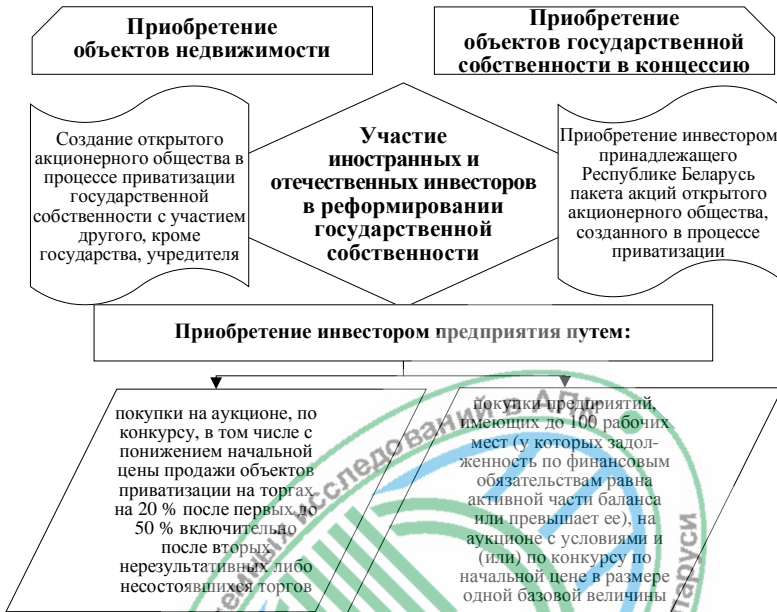 Приобретение
объектов недвижимости
Приобретение
объектов государственной
собственности в концессию
Создание открытого
акционерного общества в
процессе приватизации
государственной
собственности с участием
другого, кроме
государства, учредителя
Участие
иностранных и
отечественных инвесторов
в реформировании
государственной
собственности
Приобретение инвестором
принадлежащего
Республике Беларусь
пакета акций открытого
акционерного общества,
созданного в процессе
приватизации
Приобретение инвестором предприятия путем:
покупки на аукционе, по
конкурсу, в том числе с
понижением начальной
цены продажи объектов
приватизации на торгах
на 20 % после первых до
50 % включительно
после вторых
нерезультативных либо
несостоявшихся торгов
покупки предприятий,
имеющих до 100 рабочих
мест (у которых задол-
женность по финансовым
обязательствам равна
активной части баланса
или превышает ее), на
аукционе с условиями и
(или) по конкурсу по
начальной цене в размере
одной базовой величины
исследований в АПК